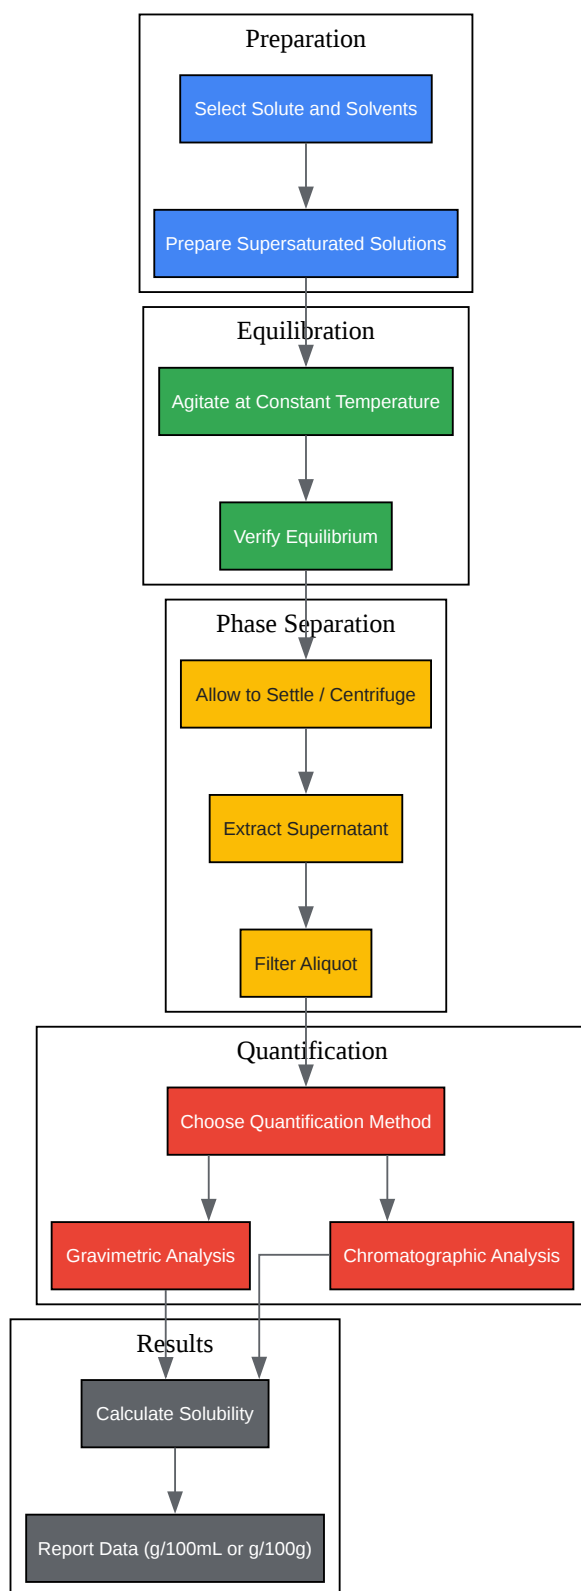 Preparation
Select Solute and Solvents
Prepare Supersaturated Solutions
Equilibration
Agitate at Constant Temperature
Verify Equilibrium
Phase Separation
Allow to Settle / Centrifuge
Extract Supernatant
Filter Aliquot
Quantification
Choose Quantification Method
Gravimetric Analysis
Chromatographic Analysis
Results
Calculate Solubility
Report Data (g/100mL or g/100g)